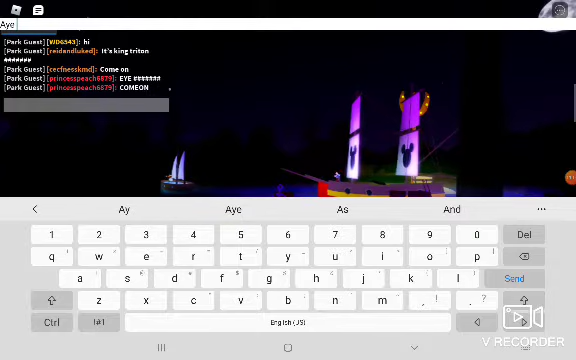 Aye
[Park Guest] [WD6543]: hi
[Park Guest] [reidandluked]: It's king triton
#######
[Park Guest] [cecfnesskmd]: Come on
[Park Guest] [princesspeach6879]: EYE #######
[Park Guest] [princesspeach6879]: COMEON
Ay Aye As And
1 2 3 4 5 6 7 8 9 0 Del
q w e r t y u i o p
a s d f g h j k l Send
z x c v b n m , ! . ?
Ctrl !#1 English (US)
V RECORDER